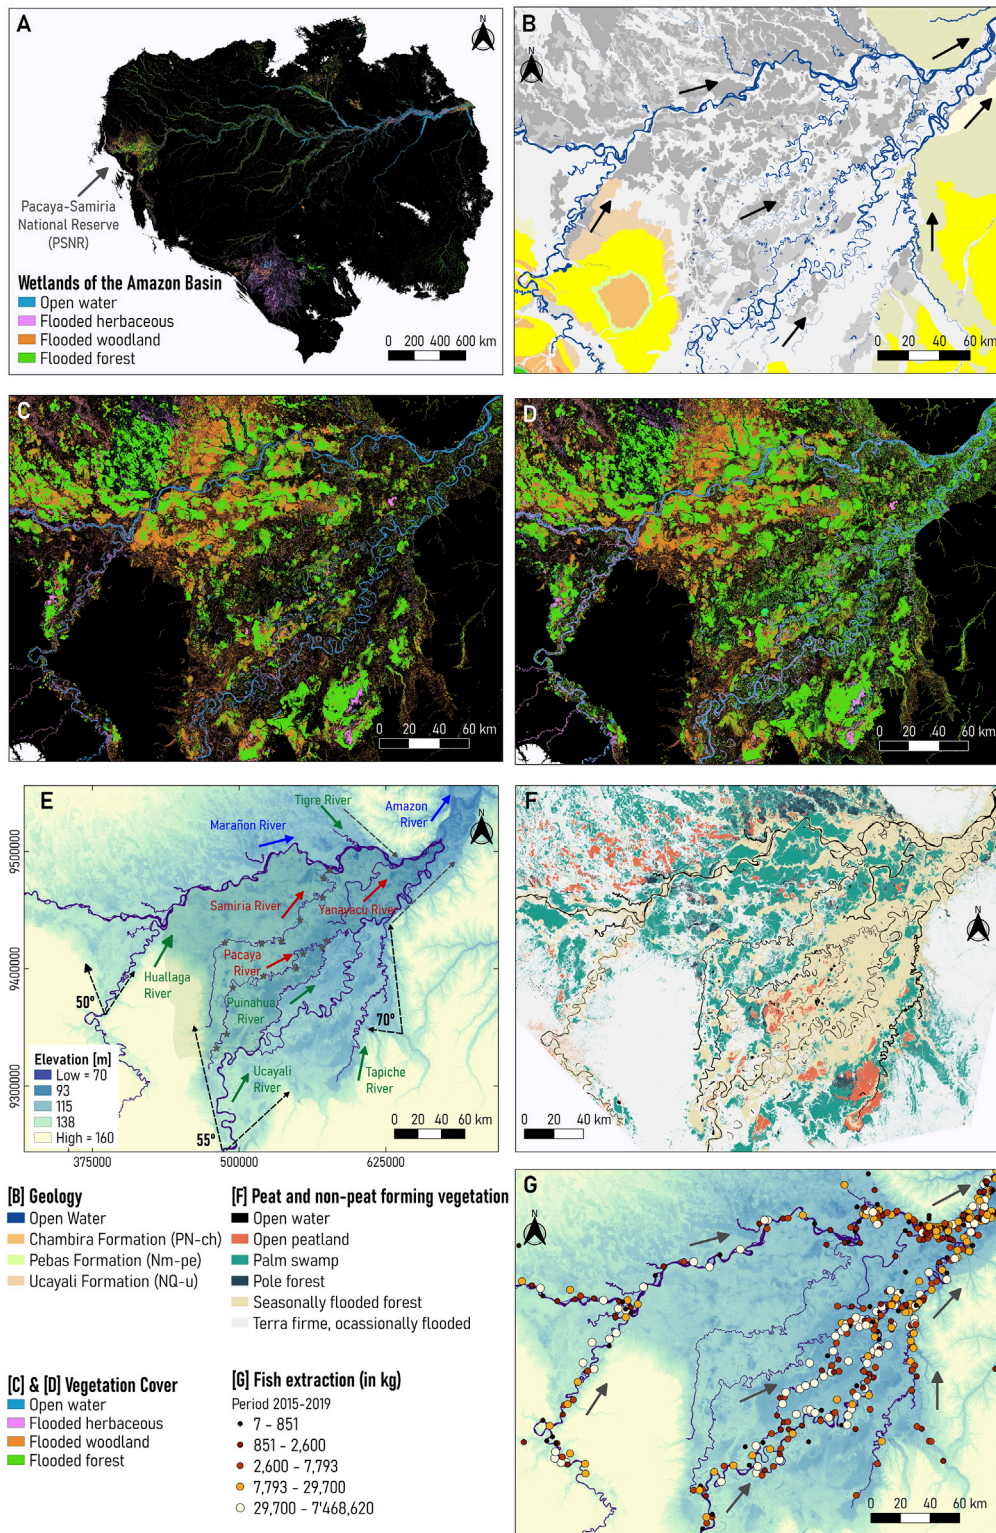 A
N
Pacaya-Samiria
National Reserve
(PSNR)
Wetlands of the Amazon Basin
Open water
Flooded herbaceous
Flooded woodland
Flooded forest
0 200 400 600 km
B
N
0 20 40 60 km
C
0 20 40 60 km
D
0 20 40 60 km
E
N
Tigre River
Amazon
River
Marañon River
Samiria River
Yanayacu River
Pacaya
River
Huallaga
River
Puinahua
River
50°
70°
Ucayali
River
Tapiche
River
55°
Elevation [m]
Low = 70
93
115
138
High = 160
0 20 40 60 km
9500000
9400000
9300000
375000 500000 625000
F
N
0 20 40 km
[B] Geology
Open Water
Chambira Formation (PN-ch)
Pebas Formation (Nm-pe)
Ucayali Formation (NQ-u)
[F] Peat and non-peat forming vegetation
Open water
Open peatland
Palm swamp
Pole forest
Seasonally flooded forest
Terra firme, ocassionally flooded
[C] & [D] Vegetation Cover
Open water
Flooded herbaceous
Flooded woodland
Flooded forest
[G] Fish extraction (in kg)
Period 2015-2019
7 - 851
851 - 2,600
2,600 - 7,793
7,793 - 29,700
29,700 - 7'468,620
G
N
0 20 40 60 km